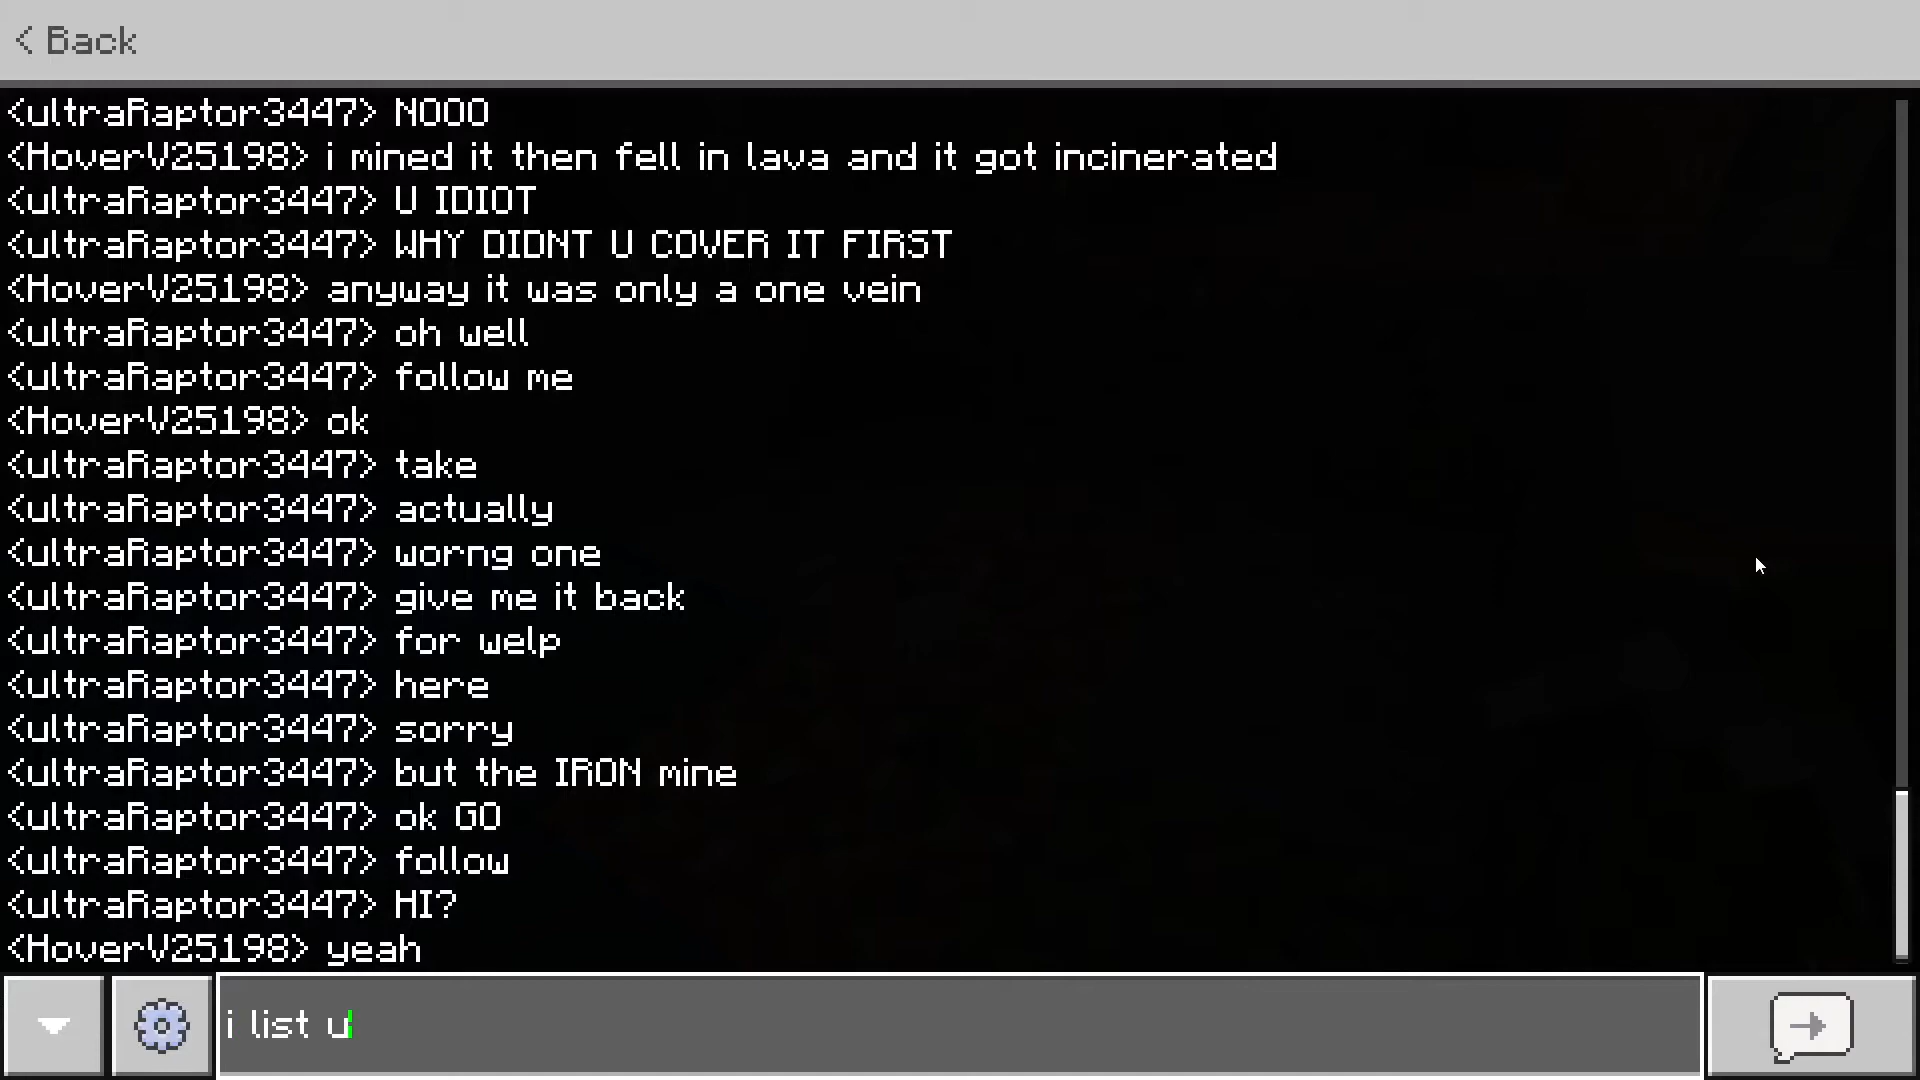 < Back
<ultraRaptor3447> NOOO
<HoverV25198> i mined it then fell in lava and it got incinerated
<ultraRaptor3447> U IDIOT
<ultraRaptor3447> WHY DIDNT U COVER IT FIRST
<HoverV25198> anyway it was only a one vein
<ultraRaptor3447> oh well
<ultraRaptor3447> follow me
<HoverV25198> ok
<ultraRaptor3447> take
<ultraRaptor3447> actually
<ultraRaptor3447> worng one
<ultraRaptor3447> give me it back
<ultraRaptor3447> for welp
<ultraRaptor3447> here
<ultraRaptor3447> sorry
<ultraRaptor3447> but the IRON mine
<ultraRaptor3447> ok GO
<ultraRaptor3447> follow
<ultraRaptor3447> HI?
<HoverV25198> yeah
i list u